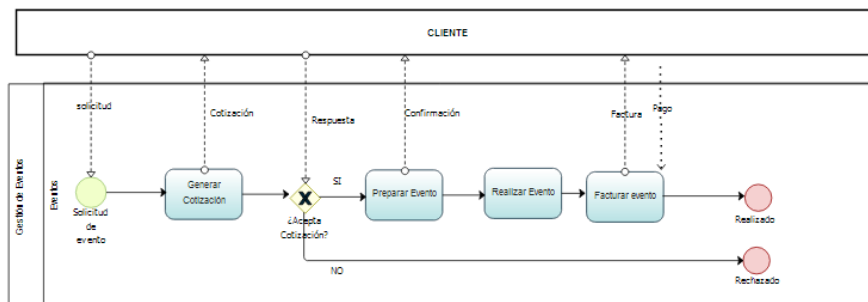 CLIENTE
solicitud
Cotización
Respuesta
Confirmación
Factura
Pago
Gestión de Eventos
Eventos
Solicitud
de
evento
Generar
Cotización
¿Acepta
Cotización?
SI
NO
Preparar Evento
Realizar Evento
Facturar evento
Realizado
Rechazado